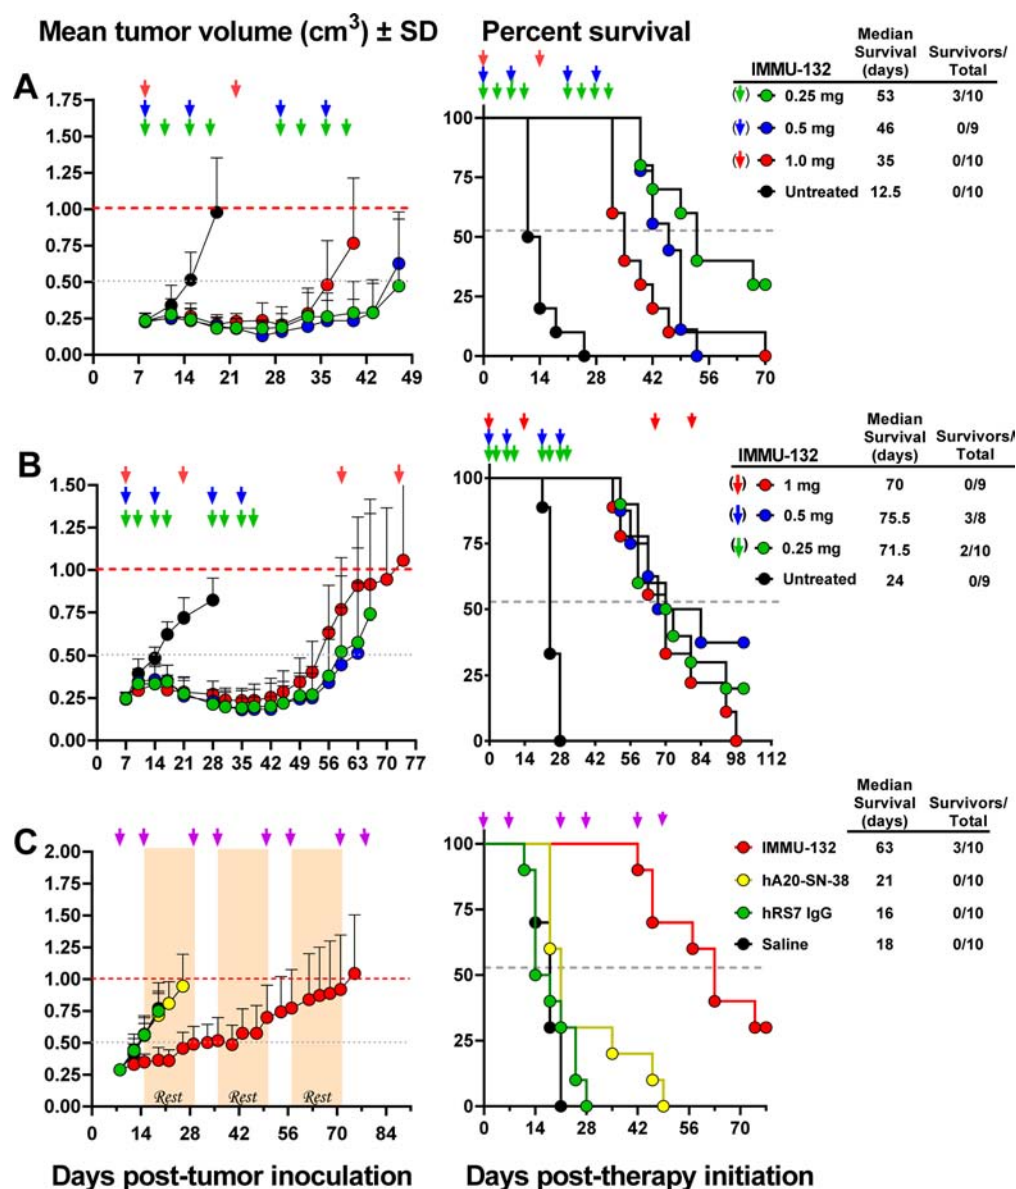 Mean tumor volume (cm3) ± SD
Percent survival
A
1.75
1.50
1.25
1.00
0.75
0.50
0.25
0.00
0 7 14 21 28 35 42 49
100
75
50
25
0
0 14 28 42 56 70
Median Survival (days)
Survivors/ Total
IMMU-132
0.25 mg 53 3/10
0.5 mg 46 0/9
1.0 mg 35 0/10
Untreated 12.5 0/10
B
1.50
1.25
1.00
0.75
0.50
0.25
0.00
0 7 14 21 28 35 42 49 56 63 70 77
100
75
50
25
0
0 14 28 42 56 70 84 98 112
Median Survival (days)
Survivors/ Total
IMMU-132
1 mg 70 0/9
0.5 mg 75.5 3/8
0.25 mg 71.5 2/10
Untreated 24 0/9
C
2.00
1.75
1.50
1.25
1.00
0.75
0.50
0.25
0.00
Rest Rest Rest
0 14 28 42 56 70 84
100
75
50
25
0
0 14 28 42 56 70
Median Survival (days)
Survivors/ Total
IMMU-132 63 3/10
hA20-SN-38 21 0/10
hRS7 IgG 16 0/10
Saline 18 0/10
Days post-tumor inoculation
Days post-therapy initiation